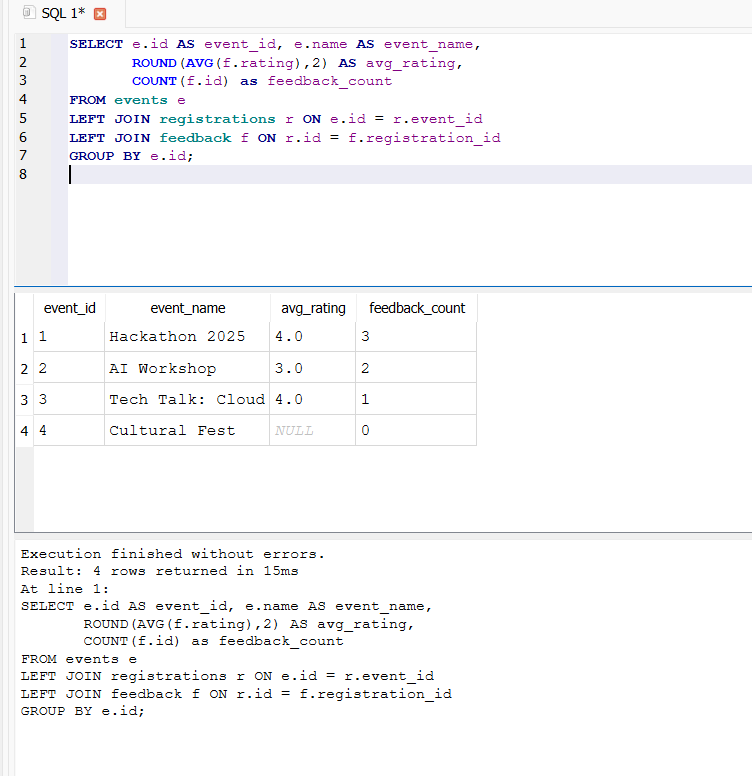 SQL 1*
1 SELECT e.id AS event_id, e.name AS event_name,
2 ROUND(AVG(f.rating),2) AS avg_rating,
3 COUNT(f.id) as feedback_count
4 FROM events e
5 LEFT JOIN registrations r ON e.id = r.event_id
6 LEFT JOIN feedback f ON r.id = f.registration_id
7 GROUP BY e.id;
8
event_id event_name avg_rating feedback_count
1 1 Hackathon 2025 4.0 3
2 2 AI Workshop 3.0 2
3 3 Tech Talk: Cloud 4.0 1
4 4 Cultural Fest NULL 0
Execution finished without errors.
Result: 4 rows returned in 15ms
At line 1:
SELECT e.id AS event_id, e.name AS event_name,
ROUND(AVG(f.rating),2) AS avg_rating,
COUNT(f.id) as feedback_count
FROM events e
LEFT JOIN registrations r ON e.id = r.event_id
LEFT JOIN feedback f ON r.id = f.registration_id
GROUP BY e.id;